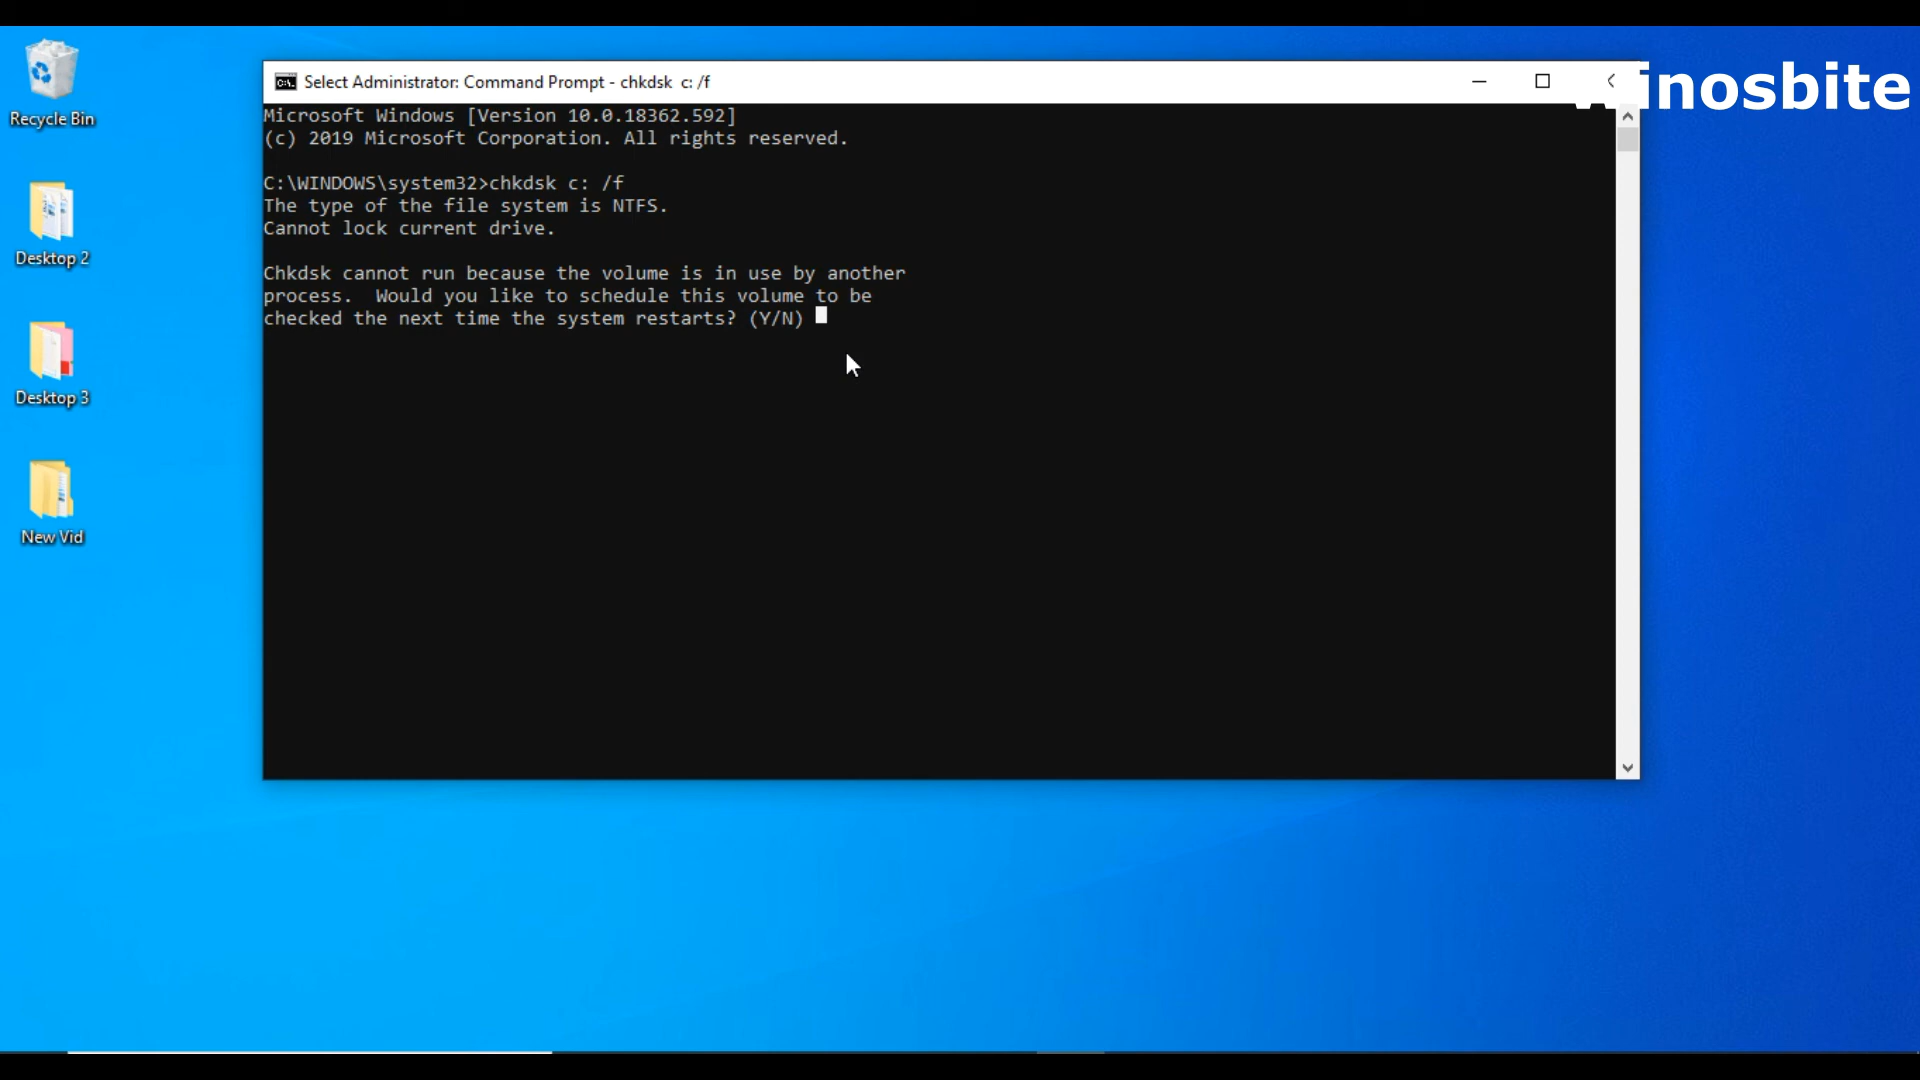 Recycle Bin
Desktop 2
Desktop 3
New Vid
Select Administrator: Command Prompt - chkdsk  c: /f
Microsoft Windows [Version 10.0.18362.592]
(c) 2019 Microsoft Corporation. All rights reserved.
C:\WINDOWS\system32>chkdsk c: /f
The type of the file system is NTFS.
Cannot lock current drive.
Chkdsk cannot run because the volume is in use by another
process.  Would you like to schedule this volume to be
checked the next time the system restarts? (Y/N)